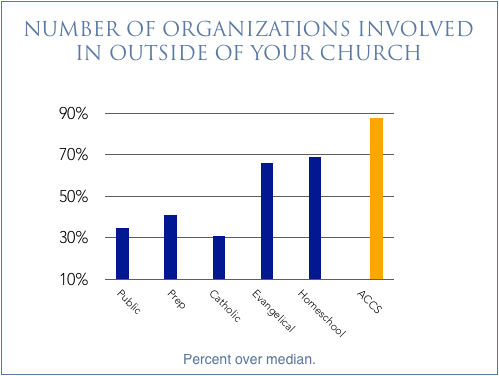 NUMBER OF ORGANIZATIONS INVOLVED
IN OUTSIDE OF YOUR CHURCH
90%
70%
50%
30%
10%
Public
Prep
Catholic
Evangelical
Homeschool
ACCS
Percent over median.